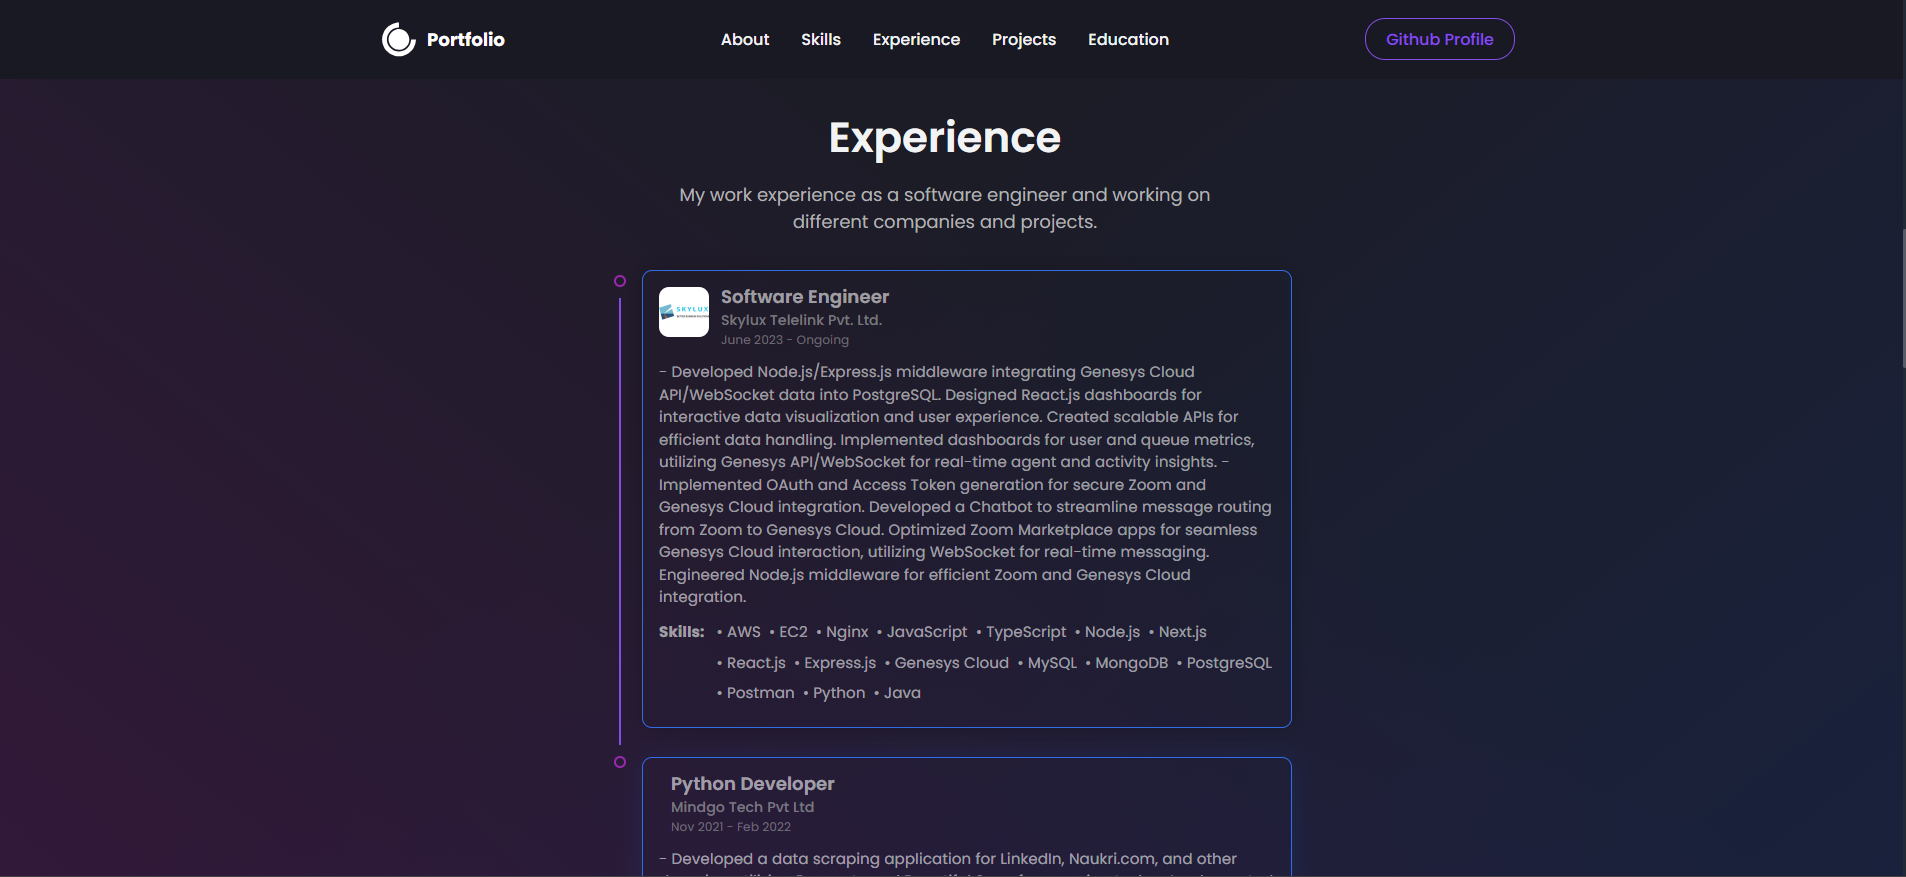 Portfolio
About Skills Experience Projects Education
Github Profile
Experience
My work experience as a software engineer and working on
different companies and projects.
SKYLUX
Software Engineer
Skylux Telelink Pvt. Ltd.
June 2023 - Ongoing
- Developed Node.js/Express.js middleware integrating Genesys Cloud
API/WebSocket data into PostgreSQL. Designed React.js dashboards for
interactive data visualization and user experience. Created scalable APIs for
efficient data handling. Implemented dashboards for user and queue metrics,
utilizing Genesys API/WebSocket for real-time agent and activity insights. -
Implemented OAuth and Access Token generation for secure Zoom and
Genesys Cloud integration. Developed a Chatbot to streamline message routing
from Zoom to Genesys Cloud. Optimized Zoom Marketplace apps for seamless
Genesys Cloud interaction, utilizing WebSocket for real-time messaging.
Engineered Node.js middleware for efficient Zoom and Genesys Cloud
integration.
Skills: • AWS • EC2 • Nginx • JavaScript • TypeScript • Node.js • Next.js
• React.js • Express.js • Genesys Cloud • MySQL • MongoDB • PostgreSQL
• Postman • Python • Java
Python Developer
Mindgo Tech Pvt Ltd
Nov 2021 - Feb 2022
- Developed a data scraping application for LinkedIn, Naukri.com, and other